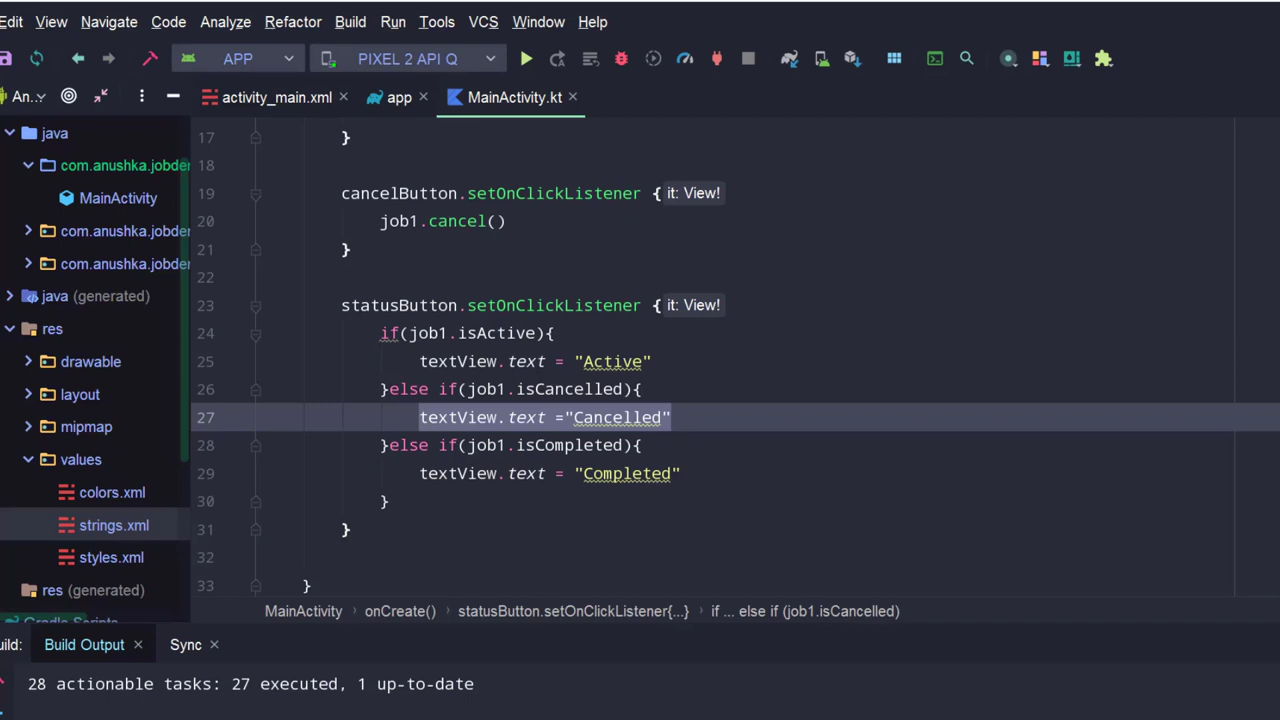 Edit View Navigate Code Analyze Refactor Build Run Tools VCS Window Help
APP PIXEL 2 API Q
An.. activity_main.xml app MainActivity.kt
java
com.anushka.jobder
MainActivity
com.anushka.jobder
com.anushka.jobder
java (generated)
res
drawable
layout
mipmap
values
colors.xml
strings.xml
styles.xml
res (generated)
Gradle Scripts
17 }
18
19 cancelButton.setOnClickListener { it: View!
20 job1.cancel()
21 }
22
23 statusButton.setOnClickListener { it: View!
24 if(job1.isActive){
25 textView.text = "Active"
26 }else if(job1.isCancelled){
27 textView.text ="Cancelled"
28 }else if(job1.isCompleted){
29 textView.text = "Completed"
30 }
31 }
32
33 }
MainActivity onCreate() statusButton.setOnClickListener{...} if ... else if (job1.isCancelled)
uild: Build Output Sync
28 actionable tasks: 27 executed, 1 up-to-date